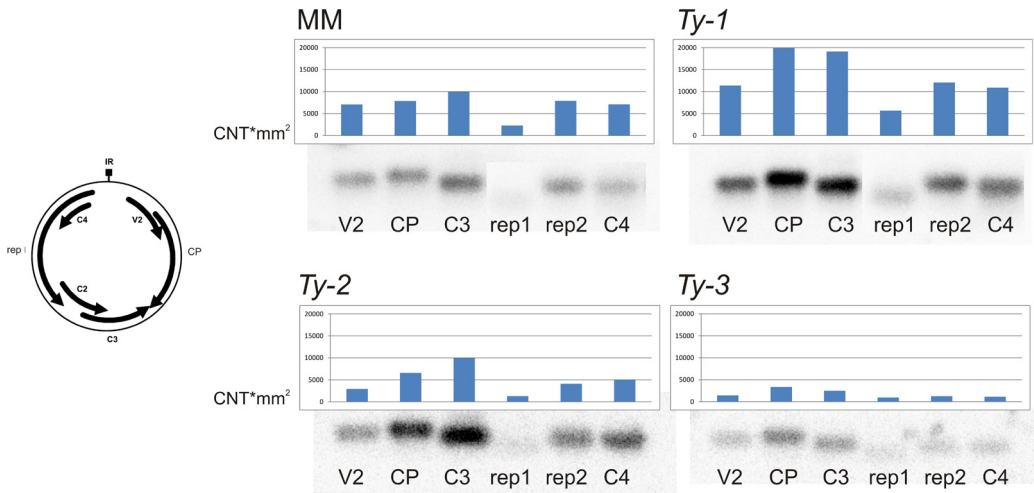 MM
20000
15000
10000
5000
0
CNT*mm²
V2 CP C3 rep1 rep2 C4
Ty-1
20000
15000
10000
5000
0
V2 CP C3 rep1 rep2 C4
IR
C4
V2
rep I
CP
C2
C3
Ty-2
20000
15000
10000
5000
0
CNT*mm²
V2 CP C3 rep1 rep2 C4
Ty-3
20000
15000
10000
5000
0
V2 CP C3 rep1 rep2 C4